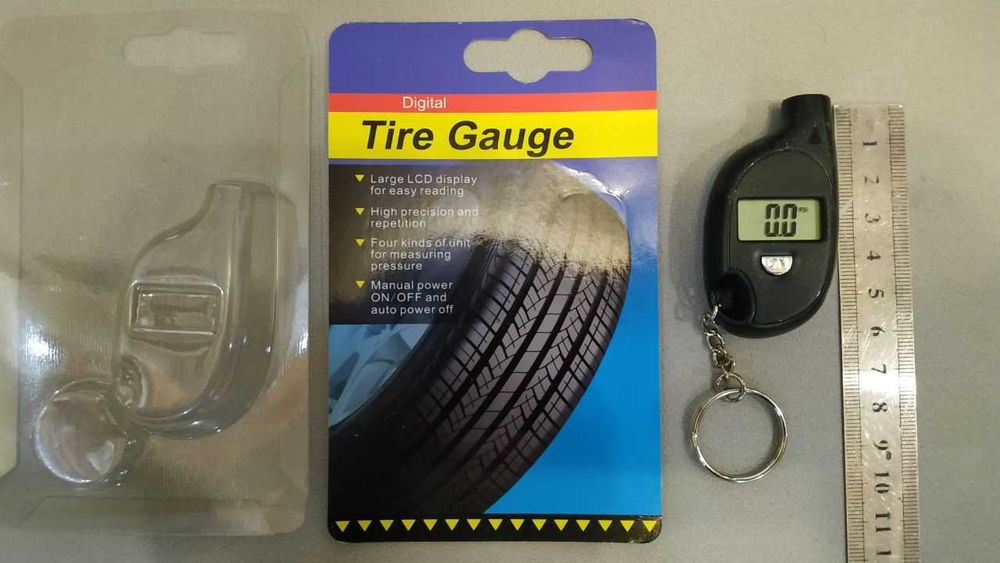 Digital
Tire Gauge
Large LCD display
for easy reading
High precision and
repetition
Four kinds of unit
for measuring
pressure
Manual power
ON/OFF and
auto power off
0.0 PSI
1
2
3
4
5
6
7
8
9
10
11
1